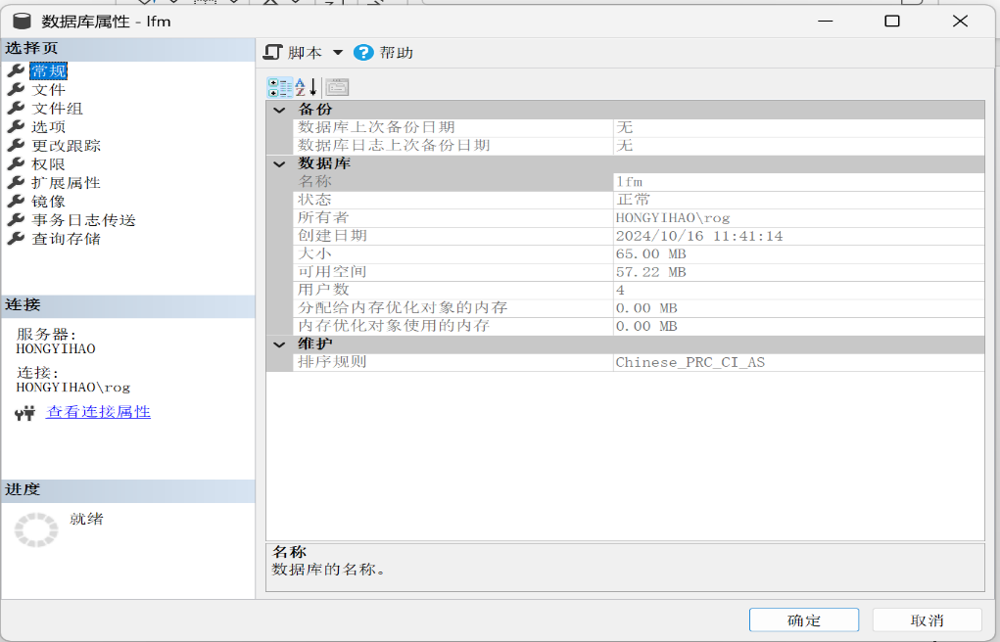 数据库属性 - lfm
选择页
常规
文件
文件组
选项
更改跟踪
权限
扩展属性
镜像
事务日志传送
查询存储
连接
服务器:
HONGYIHAO
连接:
HONGYIHAO\rog
查看连接属性
进度
就绪
脚本 帮助
备份
数据库上次备份日期 无
数据库日志上次备份日期 无
数据库
名称 lfm
状态 正常
所有者 HONGYIHAO\rog
创建日期 2024/10/16 11:41:14
大小 65.00 MB
可用空间 57.22 MB
用户数 4
分配给内存优化对象的内存 0.00 MB
内存优化对象使用的内存 0.00 MB
维护
排序规则 Chinese_PRC_CI_AS
名称
数据库的名称。
确定 取消